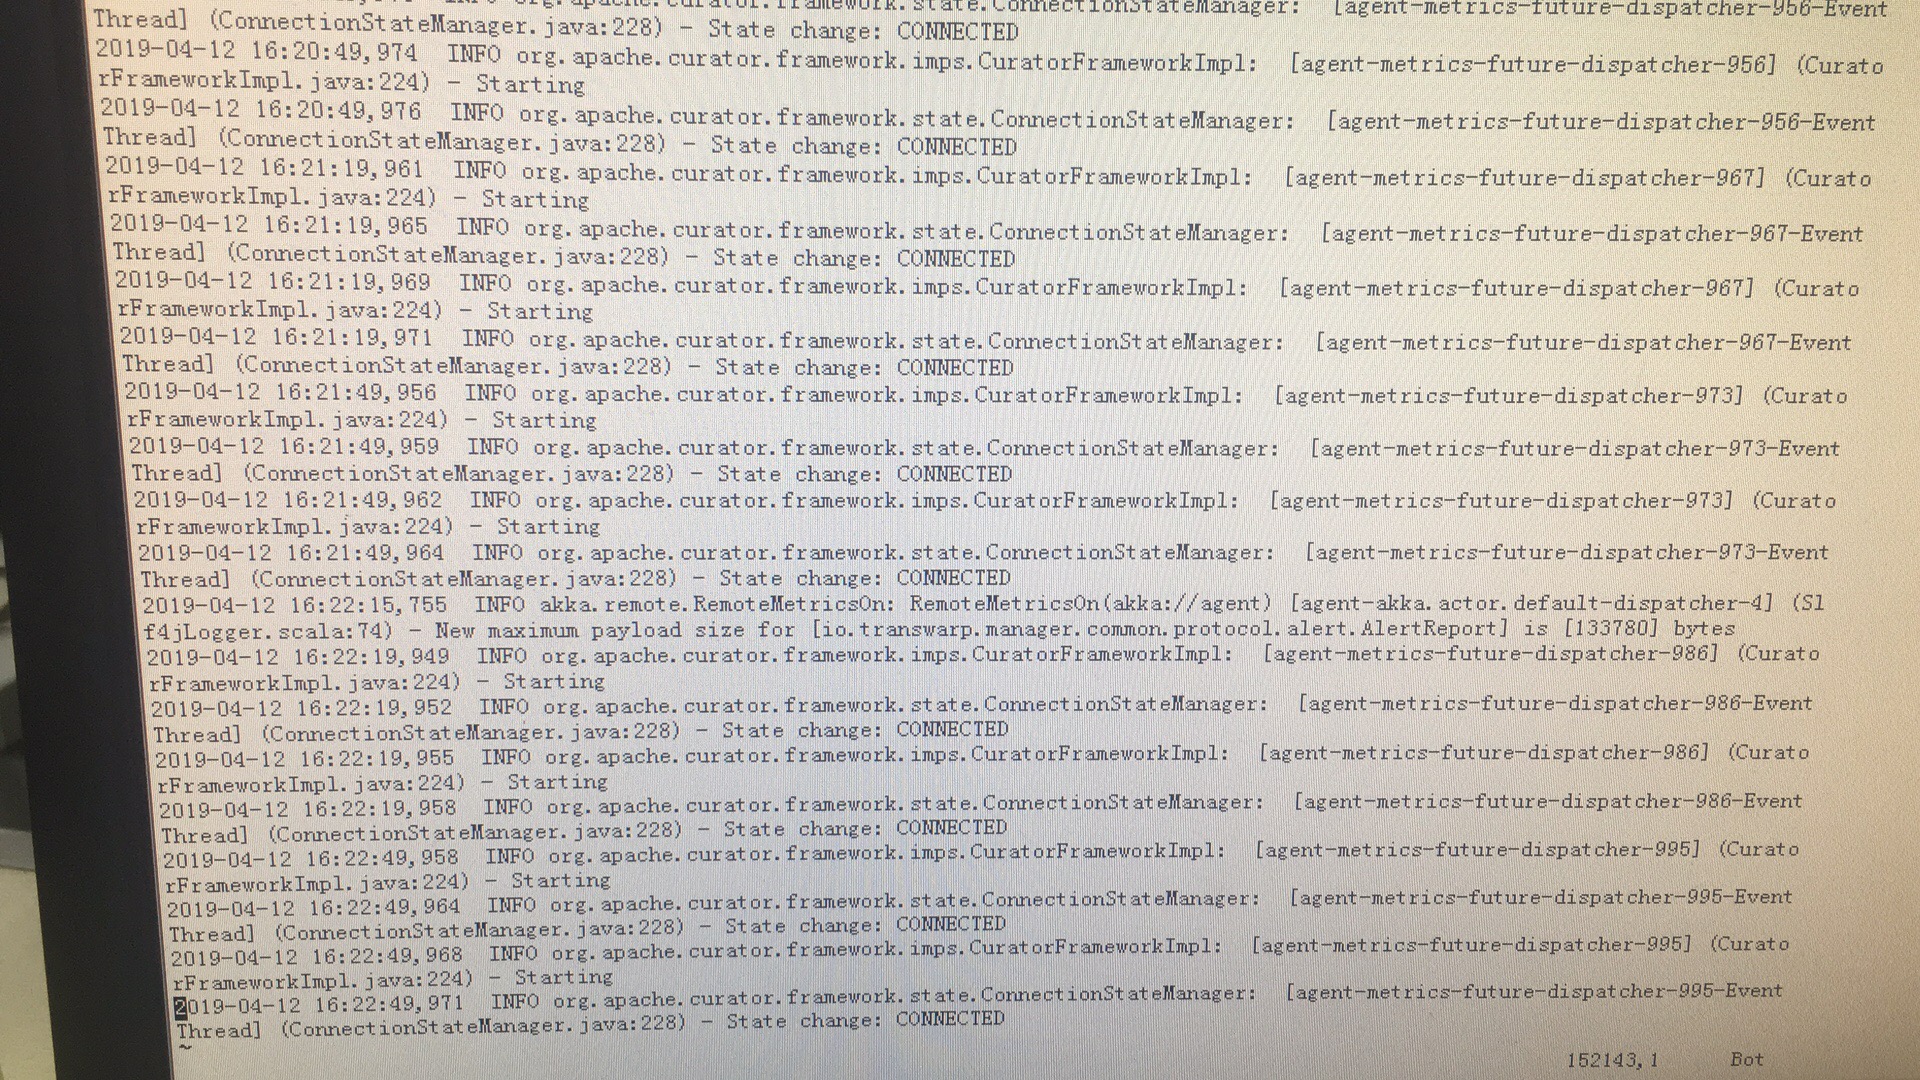 org.apache.curator.framework.state.ConnectionStateManager: [agent-metrics-future-dispatcher-956-Event
Thread] (ConnectionStateManager.java:228) - State change: CONNECTED
2019-04-12 16:20:49,974 INFO org.apache.curator.framework.imps.CuratorFrameworkImpl: [agent-metrics-future-dispatcher-956] (Curato
rFrameworkImpl.java:224) - Starting
2019-04-12 16:20:49,976 INFO org.apache.curator.framework.state.ConnectionStateManager: [agent-metrics-future-dispatcher-956-Event
Thread] (ConnectionStateManager.java:228) - State change: CONNECTED
2019-04-12 16:21:19,961 INFO org.apache.curator.framework.imps.CuratorFrameworkImpl: [agent-metrics-future-dispatcher-967] (Curato
rFrameworkImpl.java:224) - Starting
2019-04-12 16:21:19,965 INFO org.apache.curator.framework.state.ConnectionStateManager: [agent-metrics-future-dispatcher-967-Event
Thread] (ConnectionStateManager.java:228) - State change: CONNECTED
2019-04-12 16:21:19,969 INFO org.apache.curator.framework.imps.CuratorFrameworkImpl: [agent-metrics-future-dispatcher-967] (Curato
rFrameworkImpl.java:224) - Starting
2019-04-12 16:21:19,971 INFO org.apache.curator.framework.state.ConnectionStateManager: [agent-metrics-future-dispatcher-967-Event
Thread] (ConnectionStateManager.java:228) - State change: CONNECTED
2019-04-12 16:21:49,956 INFO org.apache.curator.framework.imps.CuratorFrameworkImpl: [agent-metrics-future-dispatcher-973] (Curato
rFrameworkImpl.java:224) - Starting
2019-04-12 16:21:49,959 INFO org.apache.curator.framework.state.ConnectionStateManager: [agent-metrics-future-dispatcher-973-Event
Thread] (ConnectionStateManager.java:228) - State change: CONNECTED
2019-04-12 16:21:49,962 INFO org.apache.curator.framework.imps.CuratorFrameworkImpl: [agent-metrics-future-dispatcher-973] (Curato
rFrameworkImpl.java:224) - Starting
2019-04-12 16:21:49,964 INFO org.apache.curator.framework.state.ConnectionStateManager: [agent-metrics-future-dispatcher-973-Event
Thread] (ConnectionStateManager.java:228) - State change: CONNECTED
2019-04-12 16:22:15,755 INFO akka.remote.RemoteMetricsOn: RemoteMetricsOn(akka://agent) [agent-akka.actor.default-dispatcher-4] (Sl
f4jLogger.scala:74) - New maximum payload size for [io.transwarp.manager.common.protocol.alert.AlertReport] is [133780] bytes
2019-04-12 16:22:19,949 INFO org.apache.curator.framework.imps.CuratorFrameworkImpl: [agent-metrics-future-dispatcher-986] (Curato
rFrameworkImpl.java:224) - Starting
2019-04-12 16:22:19,952 INFO org.apache.curator.framework.state.ConnectionStateManager: [agent-metrics-future-dispatcher-986-Event
Thread] (ConnectionStateManager.java:228) - State change: CONNECTED
2019-04-12 16:22:19,955 INFO org.apache.curator.framework.imps.CuratorFrameworkImpl: [agent-metrics-future-dispatcher-986] (Curato
rFrameworkImpl.java:224) - Starting
2019-04-12 16:22:19,958 INFO org.apache.curator.framework.state.ConnectionStateManager: [agent-metrics-future-dispatcher-986-Event
Thread] (ConnectionStateManager.java:228) - State change: CONNECTED
2019-04-12 16:22:49,958 INFO org.apache.curator.framework.imps.CuratorFrameworkImpl: [agent-metrics-future-dispatcher-995] (Curato
rFrameworkImpl.java:224) - Starting
2019-04-12 16:22:49,964 INFO org.apache.curator.framework.state.ConnectionStateManager: [agent-metrics-future-dispatcher-995-Event
Thread] (ConnectionStateManager.java:228) - State change: CONNECTED
2019-04-12 16:22:49,968 INFO org.apache.curator.framework.imps.CuratorFrameworkImpl: [agent-metrics-future-dispatcher-995] (Curato
rFrameworkImpl.java:224) - Starting
2019-04-12 16:22:49,971 INFO org.apache.curator.framework.state.ConnectionStateManager: [agent-metrics-future-dispatcher-995-Event
Thread] (ConnectionStateManager.java:228) - State change: CONNECTED
~
152143,1 Bot